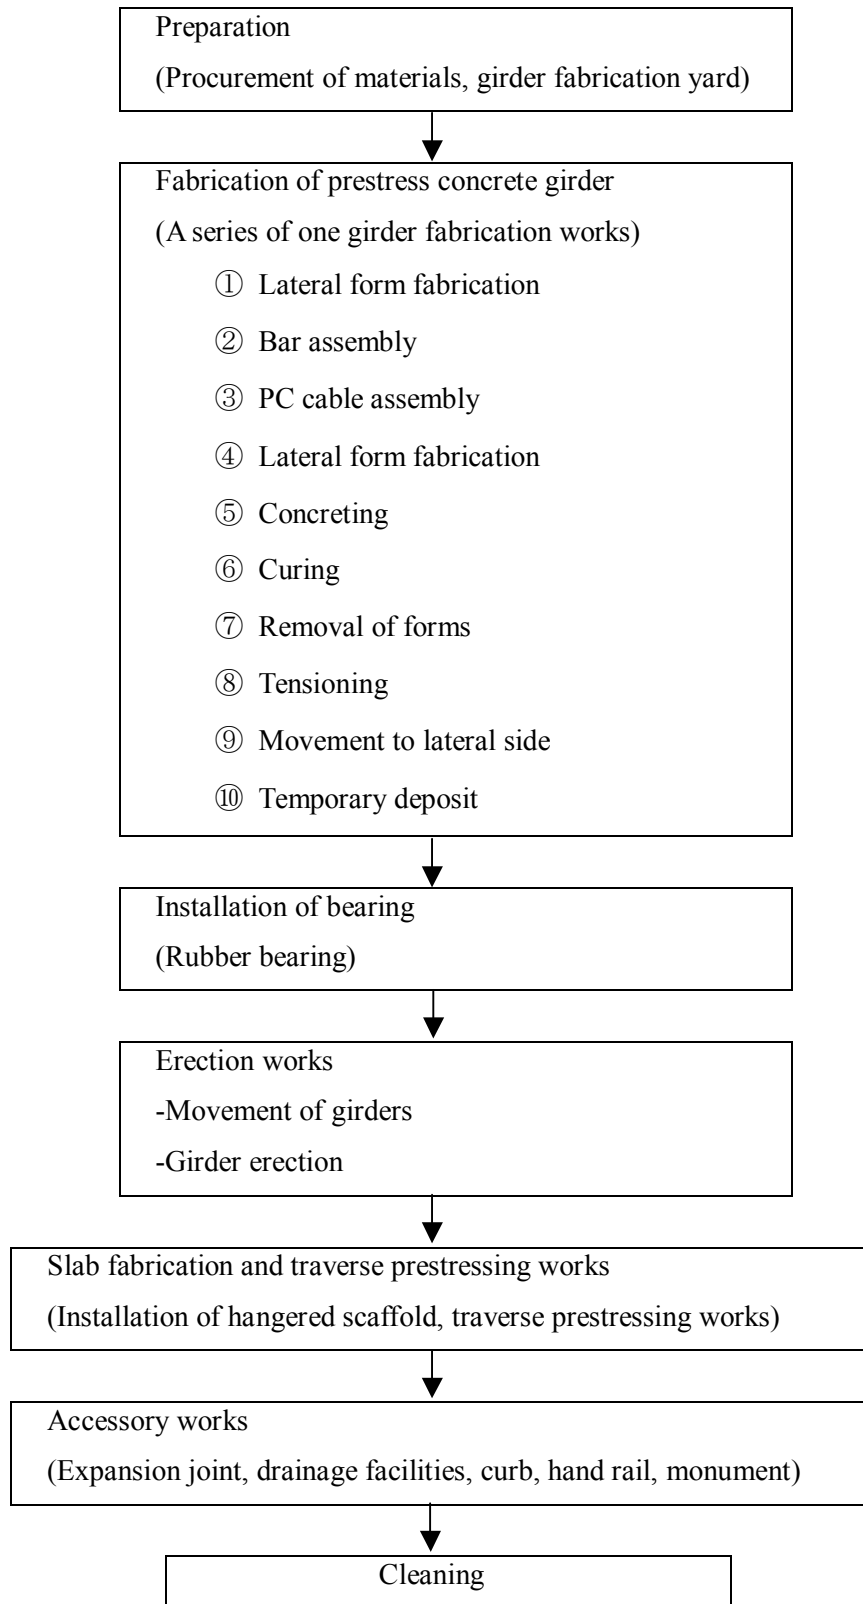 Preparation
(Procurement of materials, girder fabrication yard)
Fabrication of prestress concrete girder
(A series of one girder fabrication works)
① Lateral form fabrication
② Bar assembly
③ PC cable assembly
④ Lateral form fabrication
⑤ Concreting
⑥ Curing
⑦ Removal of forms
⑧ Tensioning
⑨ Movement to lateral side
⑩ Temporary deposit
Installation of bearing
(Rubber bearing)
Erection works
-Movement of girders
-Girder erection
Slab fabrication and traverse prestressing works
(Installation of hangered scaffold, traverse prestressing works)
Accessory works
(Expansion joint, drainage facilities, curb, hand rail, monument)
Cleaning